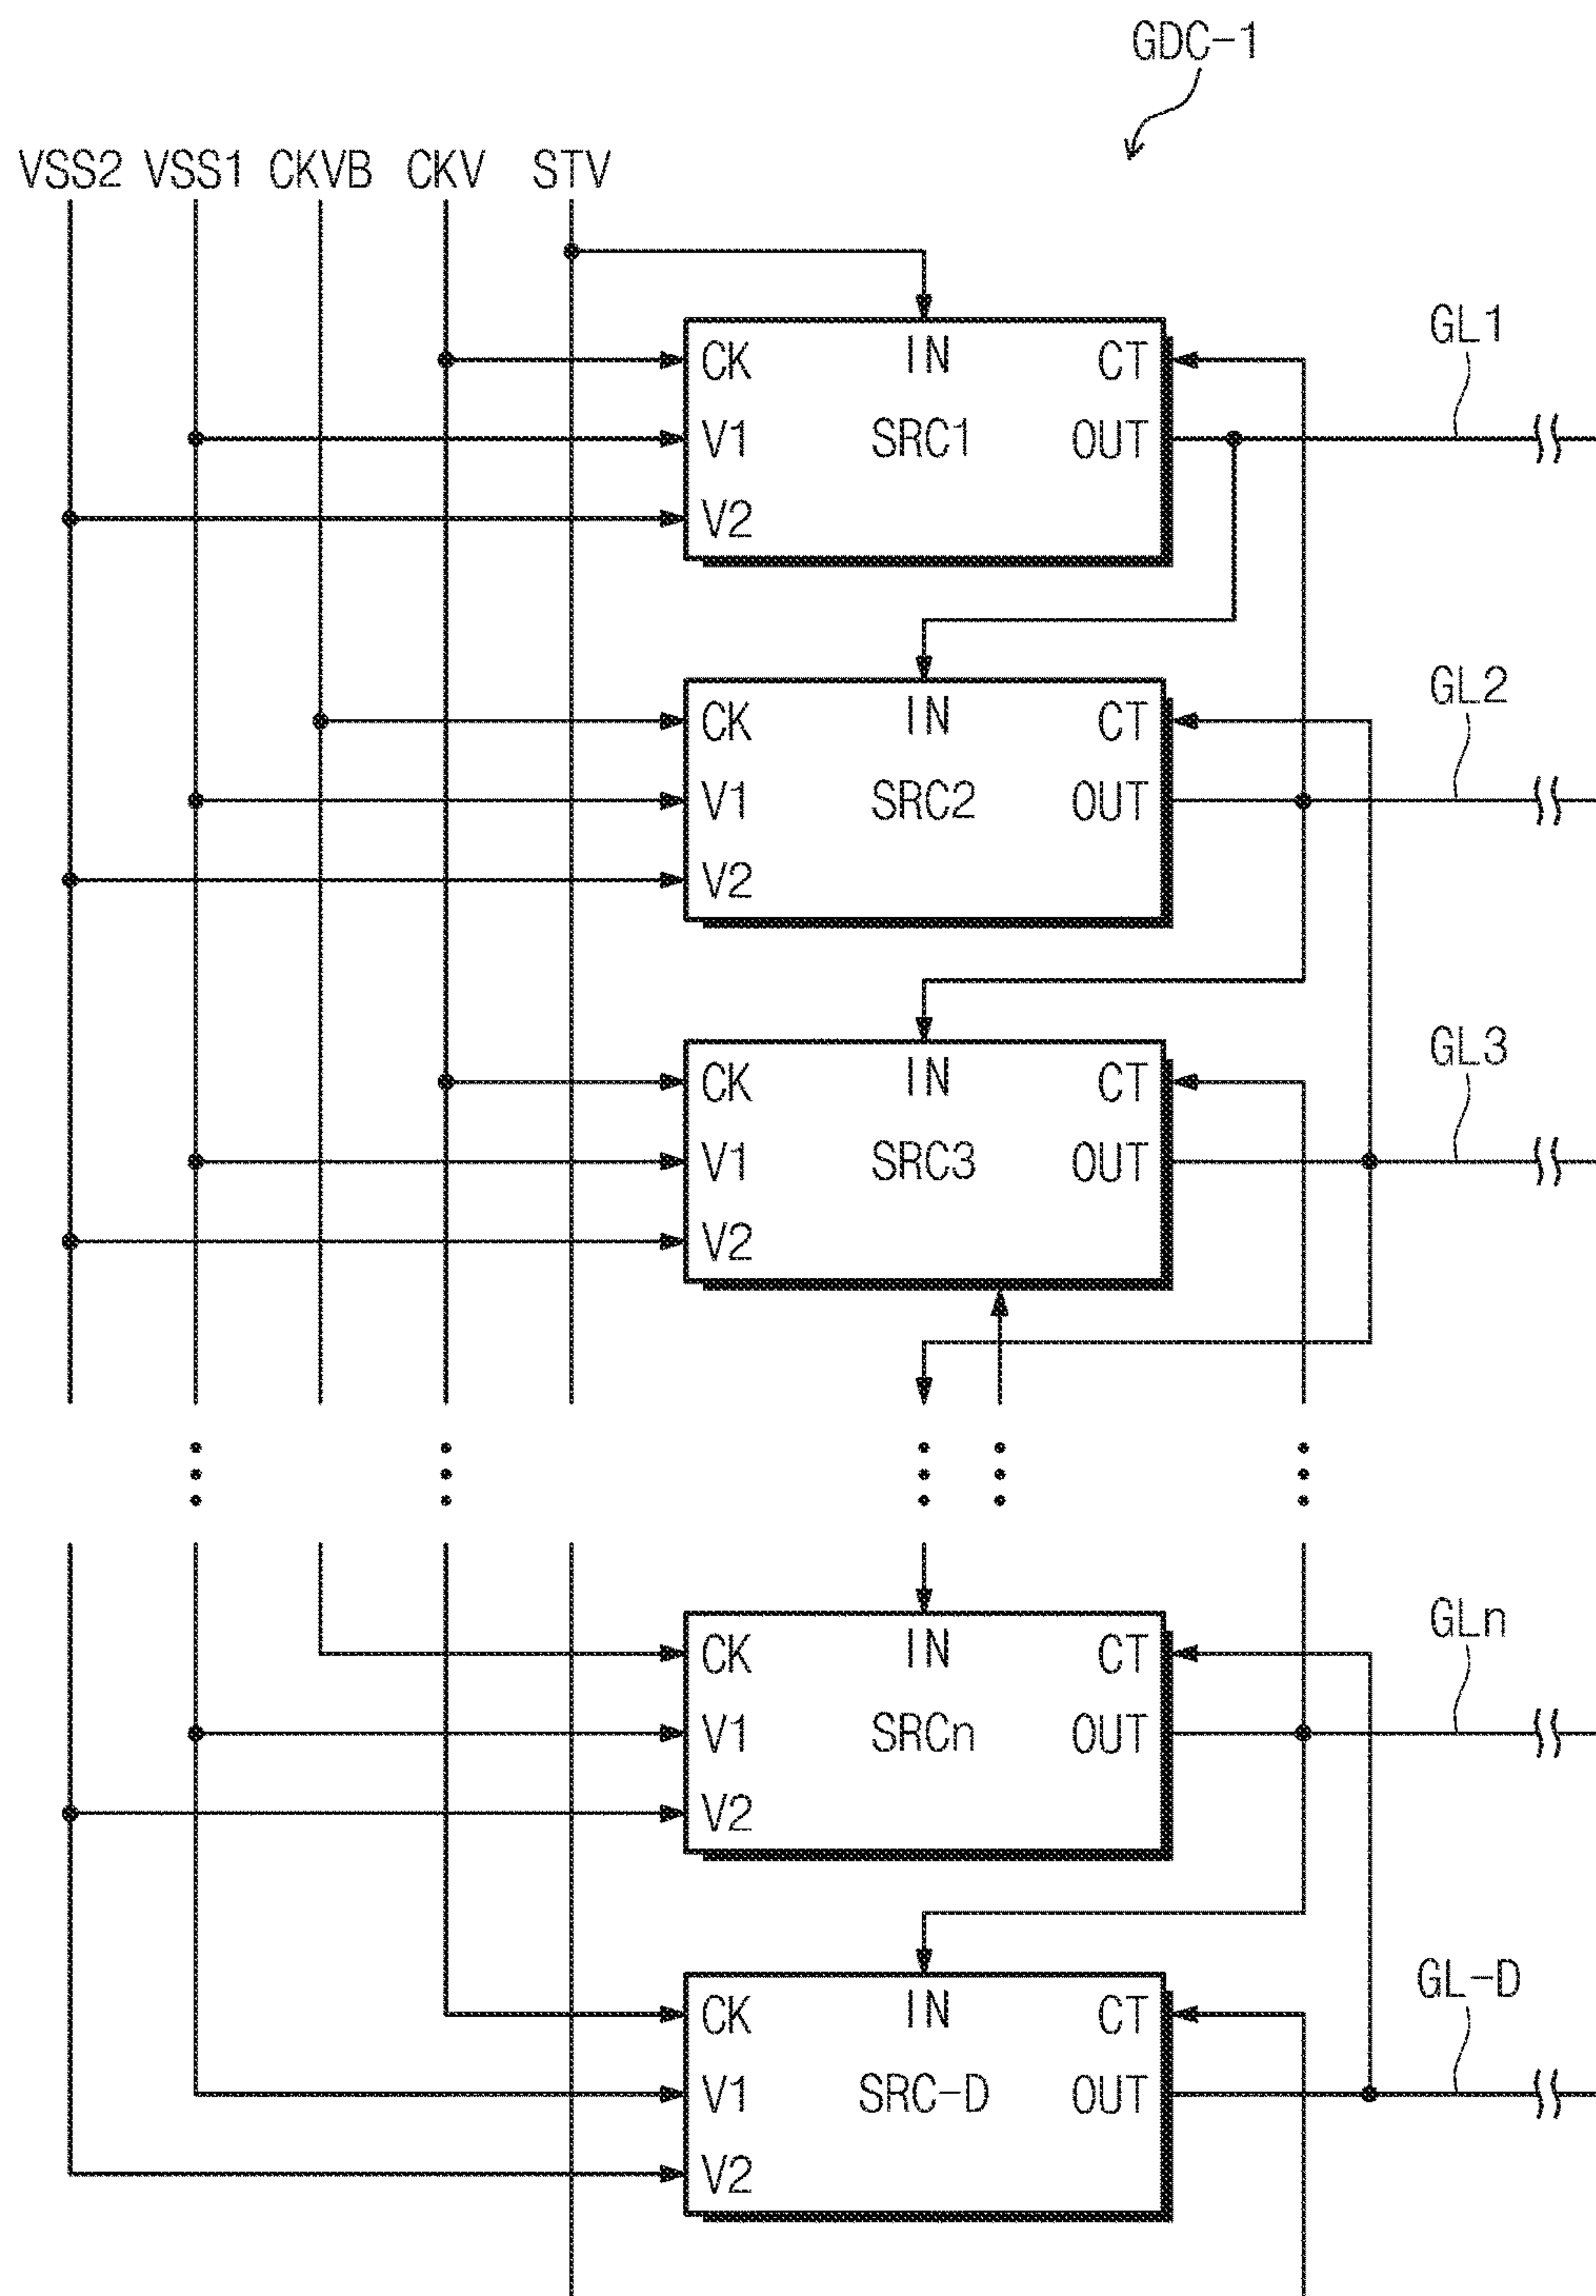 GDC-1
VSS2 VSS1 CKVB CKV STV
GL1
CK IN CT
V1 SRC1 OUT
V2
GL2
CK IN CT
V1 SRC2 OUT
V2
GL3
CK IN CT
V1 SRC3 OUT
V2
GLn
CK IN CT
V1 SRCn OUT
V2
GL-D
CK IN CT
V1 SRC-D OUT
V2